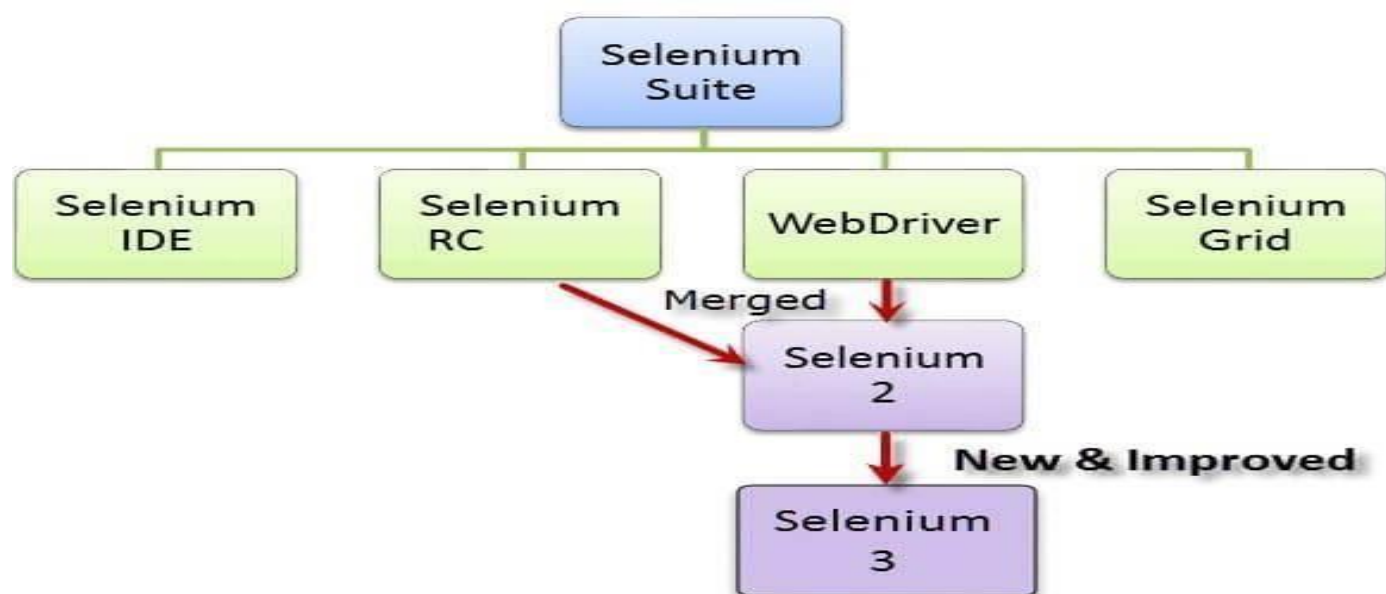 Selenium
Suite
Selenium
IDE
Selenium
RC
WebDriver
Selenium
Grid
Merged
Selenium
2
New & Improved
Selenium
3